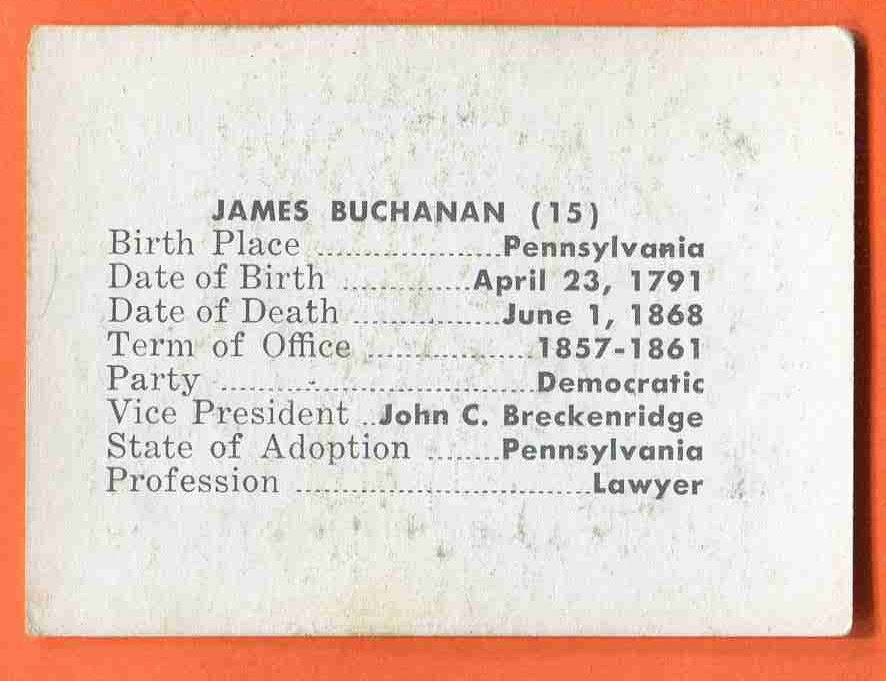 JAMES BUCHANAN (15)
Birth Place ....................Pennsylvania
Date of Birth ..............April 23, 1791
Date of Death ................June 1, 1868
Term of Office ..................1857-1861
Party ..................................Democratic
Vice President ..John C. Breckenridge
State of Adoption ........Pennsylvania
Profession ................................Lawyer